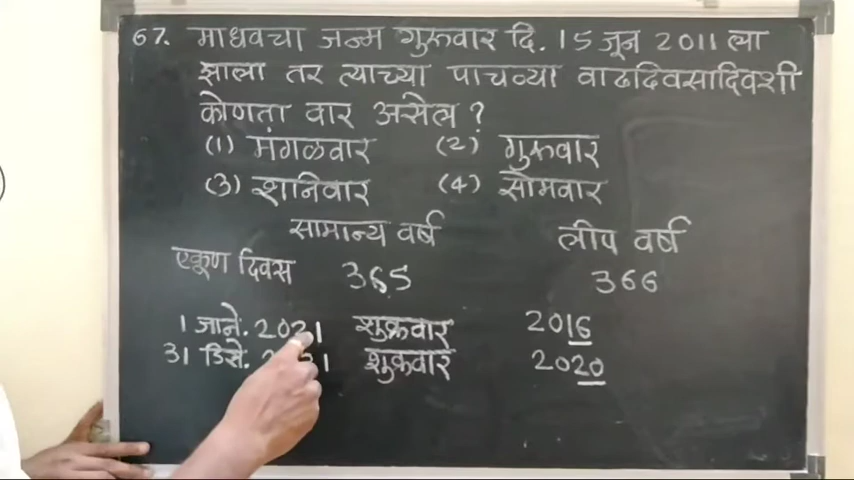 67. माधवचा जन्म गुरुवार दि. 15 जून 2011 ला
झाला तर त्याच्या पाचव्या वाढदिवसादिवशी
कोणता वार असेल ?
(1) मंगळवार (2) गुरुवार
(3) शनिवार (4) सोमवार
सामान्य वर्ष लीप वर्ष
एकूण दिवस 365 366
1 जाने. 2021 शुक्रवार 2016
31 डिसे. शुक्रवार 2020